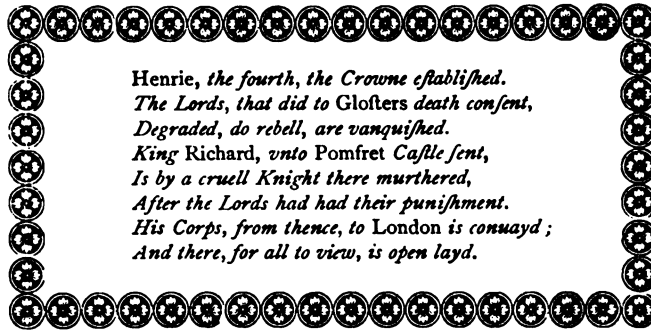 Henrie, the fourth, the Crowne eſtabliſhed.
The Lords, that did to Gloſters death conſent,
Degraded, do rebell, are vanquiſhed.
King Richard, vnto Pomfret Caſtle ſent,
Is by a cruell Knight there murthered,
After the Lords had had their puniſhment.
His Corps, from thence, to London is conuayd ;
And there, for all to view, is open layd.